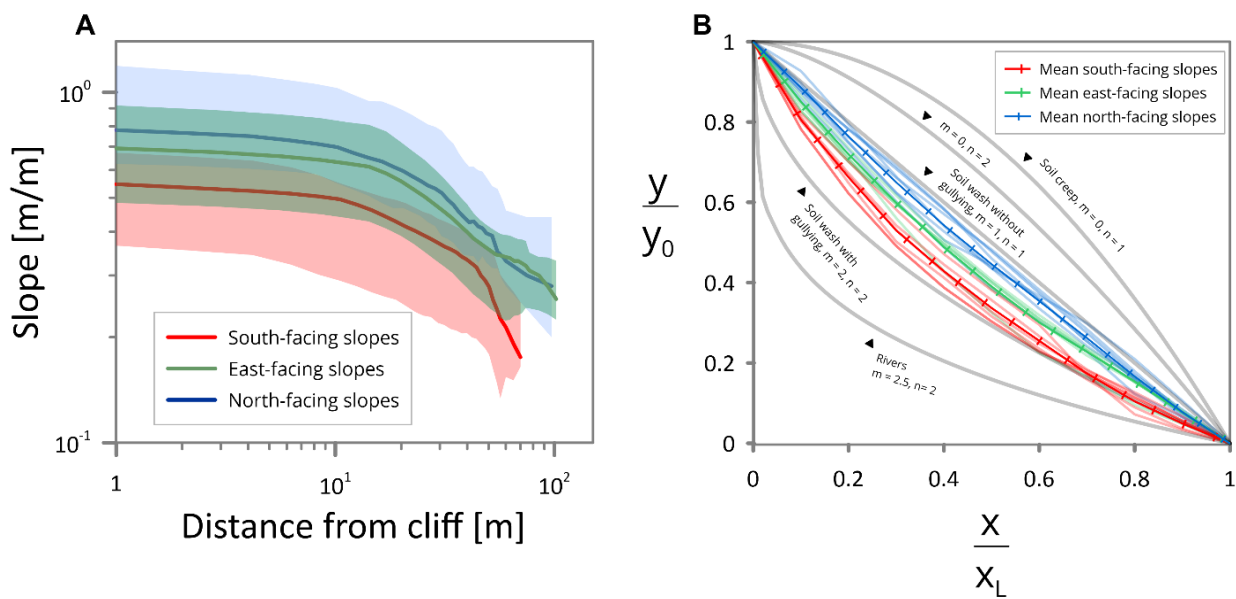 A
Slope [m/m]
10⁰
10⁻¹
South-facing slopes
East-facing slopes
North-facing slopes
1
10¹
10²
Distance from cliff [m]
B
y
y₀
1
0.8
0.6
0.4
0.2
0
Mean south-facing slopes
Mean east-facing slopes
Mean north-facing slopes
m = 0, n = 2
Soil creep, m = 0, n = 1
Soil wash without
gullying, m = 1, n = 1
Soil wash with
gullying, m = 2, n = 2
Rivers
m = 2.5, n= 2
0
0.2
0.4
0.6
0.8
1
x
x_L